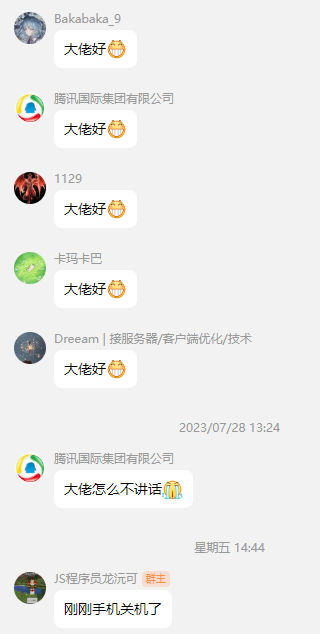 Bakabaka_9
大佬好😁
腾讯国际集团有限公司
大佬好😁
1129
大佬好😁
卡玛卡巴
大佬好😁
Dreeam | 接服务器/客户端优化/技术
大佬好😁
2023/07/28 13:24
腾讯国际集团有限公司
大佬怎么不讲话😭
星期五 14:44
JS程序员龙沅可 群主
刚刚手机关机了